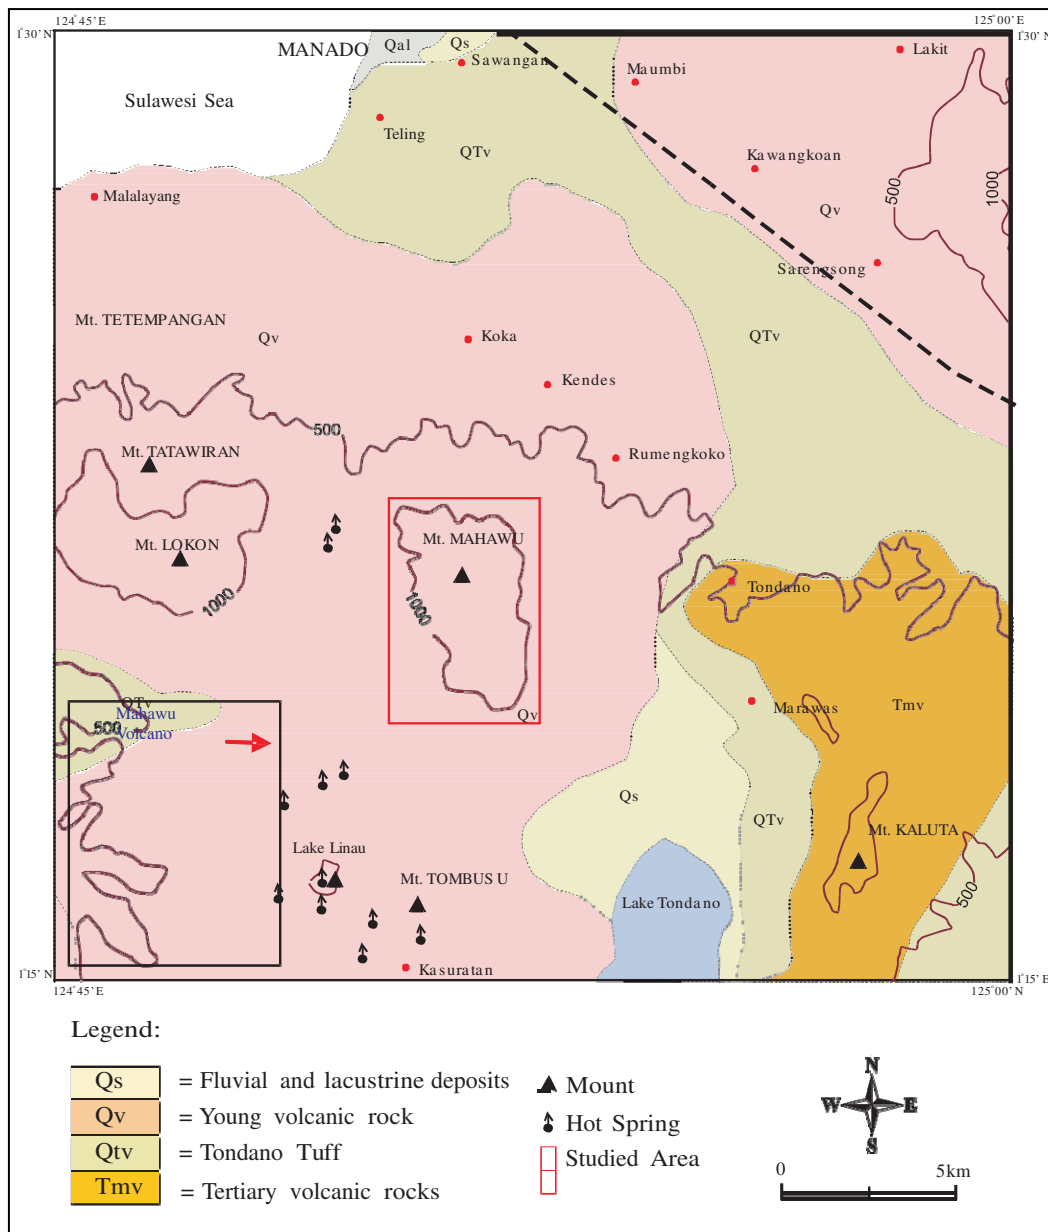 124°45' E
125°00' E
1°30' N
1°30' N
MANADO
Qal
Qs
Sawangan
Maumbi
Lakit
Sulawesi Sea
Teling
QTv
Kawangkoan
500
1000
Malalayang
Qv
Sarengsong
Mt. TETEMPANGAN
Qv
Koka
QTv
Kendes
500
Mt. TATAWIRAN
Rumengkoko
Mt. LOKON
Mt. MAHAWU
1000
1000
Tondano
QTv
Mahawu
500
Volcano
Qv
Marawas
Tmv
Qs
QTv
Mt. KALUTA
Lake Linau
Mt. TOMBUS U
500
Lake Tondano
Kasuratan
1°15' N
1°15' E
124°45' E
125°00' N
Legend:
Qs = Fluvial and lacustrine deposits
Qv = Young volcanic rock
Qtv = Tondano Tuff
Tmv = Tertiary volcanic rocks
Mount
Hot Spring
Studied Area
N
W E
S
0 5km